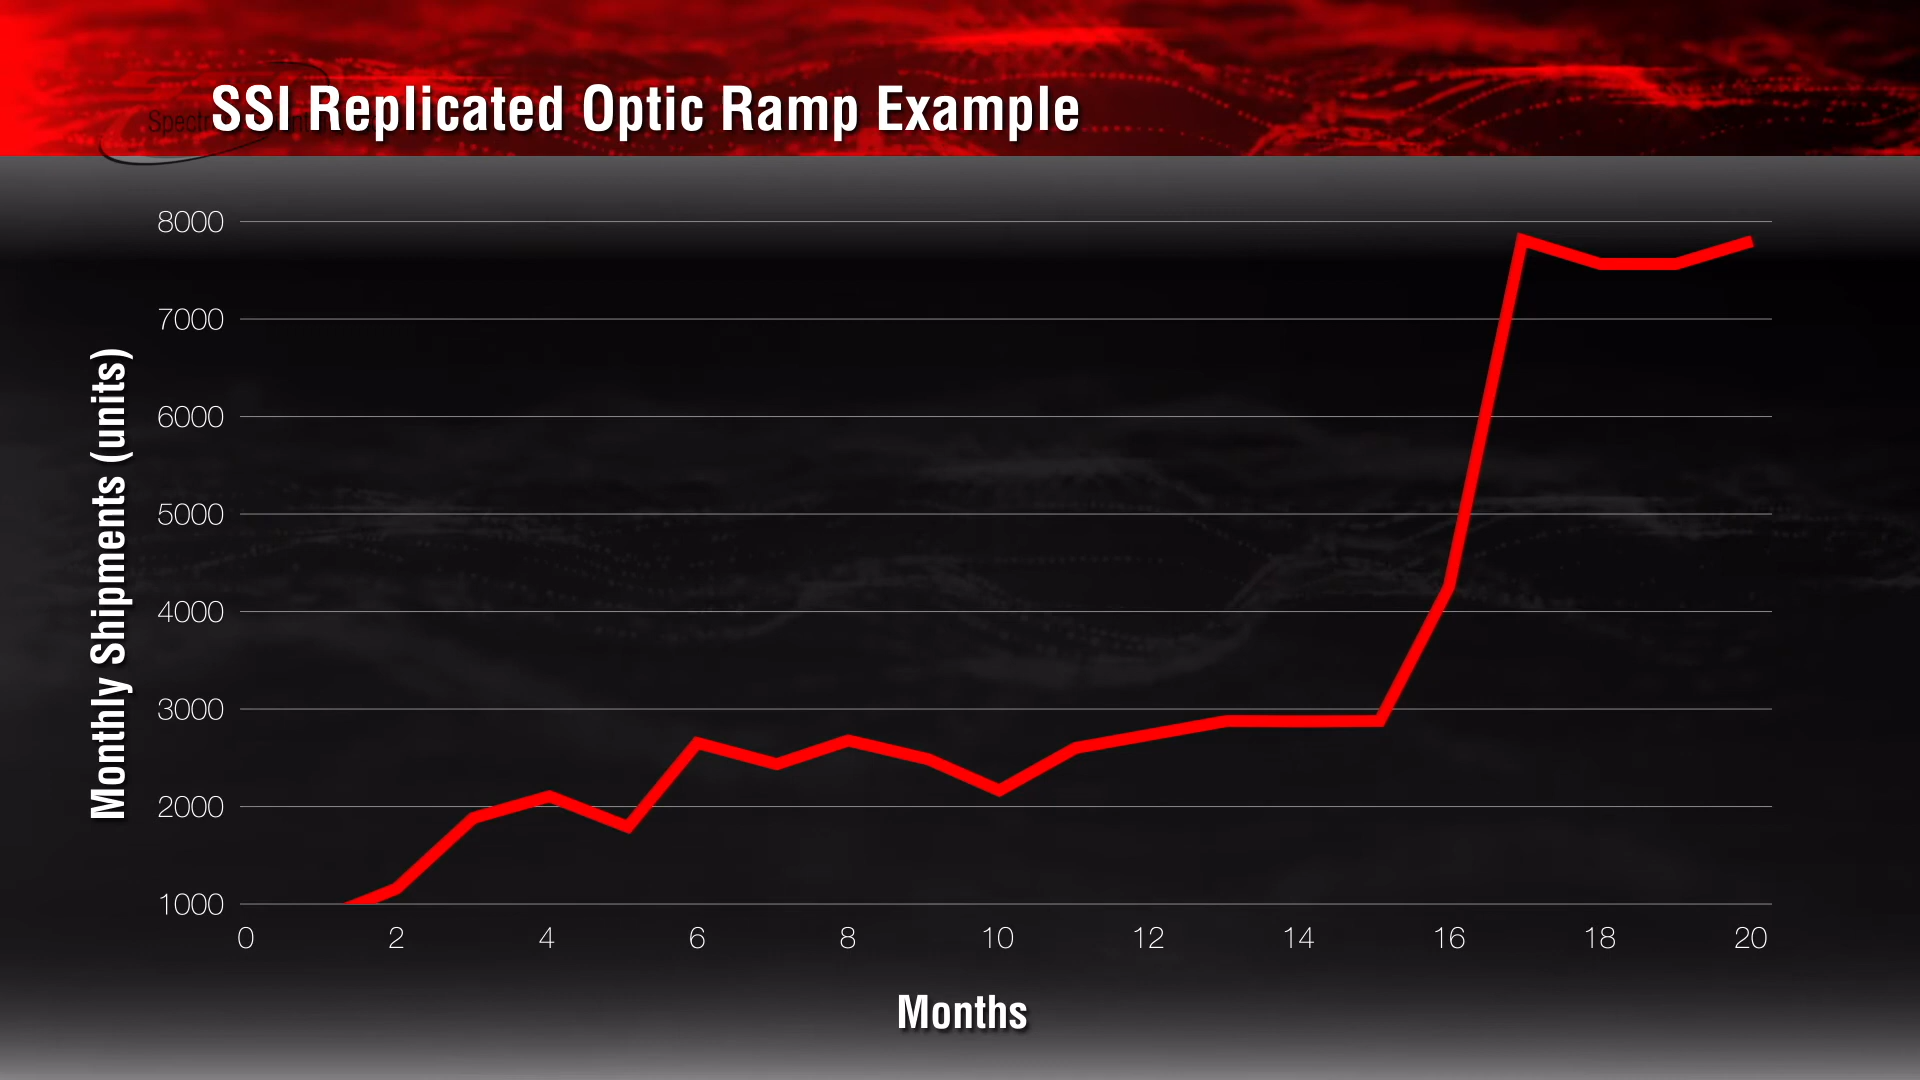 SSI Replicated Optic Ramp Example
8000
7000
6000
5000
4000
3000
2000
1000
Monthly Shipments (units)
0 2 4 6 8 10 12 14 16 18 20
Months